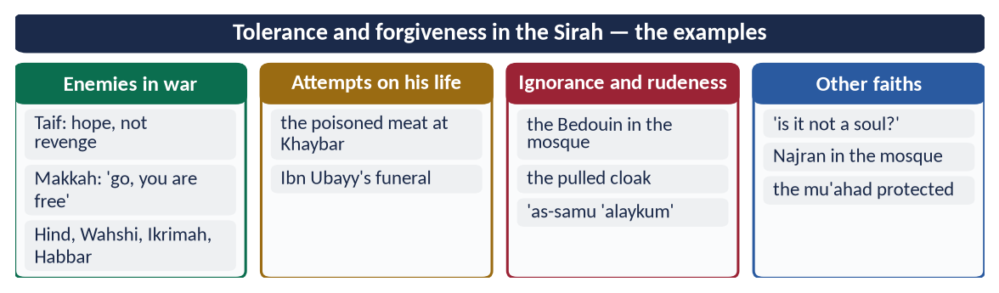 Tolerance and forgiveness in the Sirah — the examples
Enemies in war
Taif: hope, not
revenge
Makkah: 'go, you are
free'
Hind, Wahshi, Ikrimah,
Habbar
Attempts on his life
the poisoned meat at
Khaybar
Ibn Ubayy's funeral
Ignorance and rudeness
the Bedouin in the
mosque
the pulled cloak
'as-samu 'alaykum'
Other faiths
'is it not a soul?'
Najran in the mosque
the mu'ahad protected